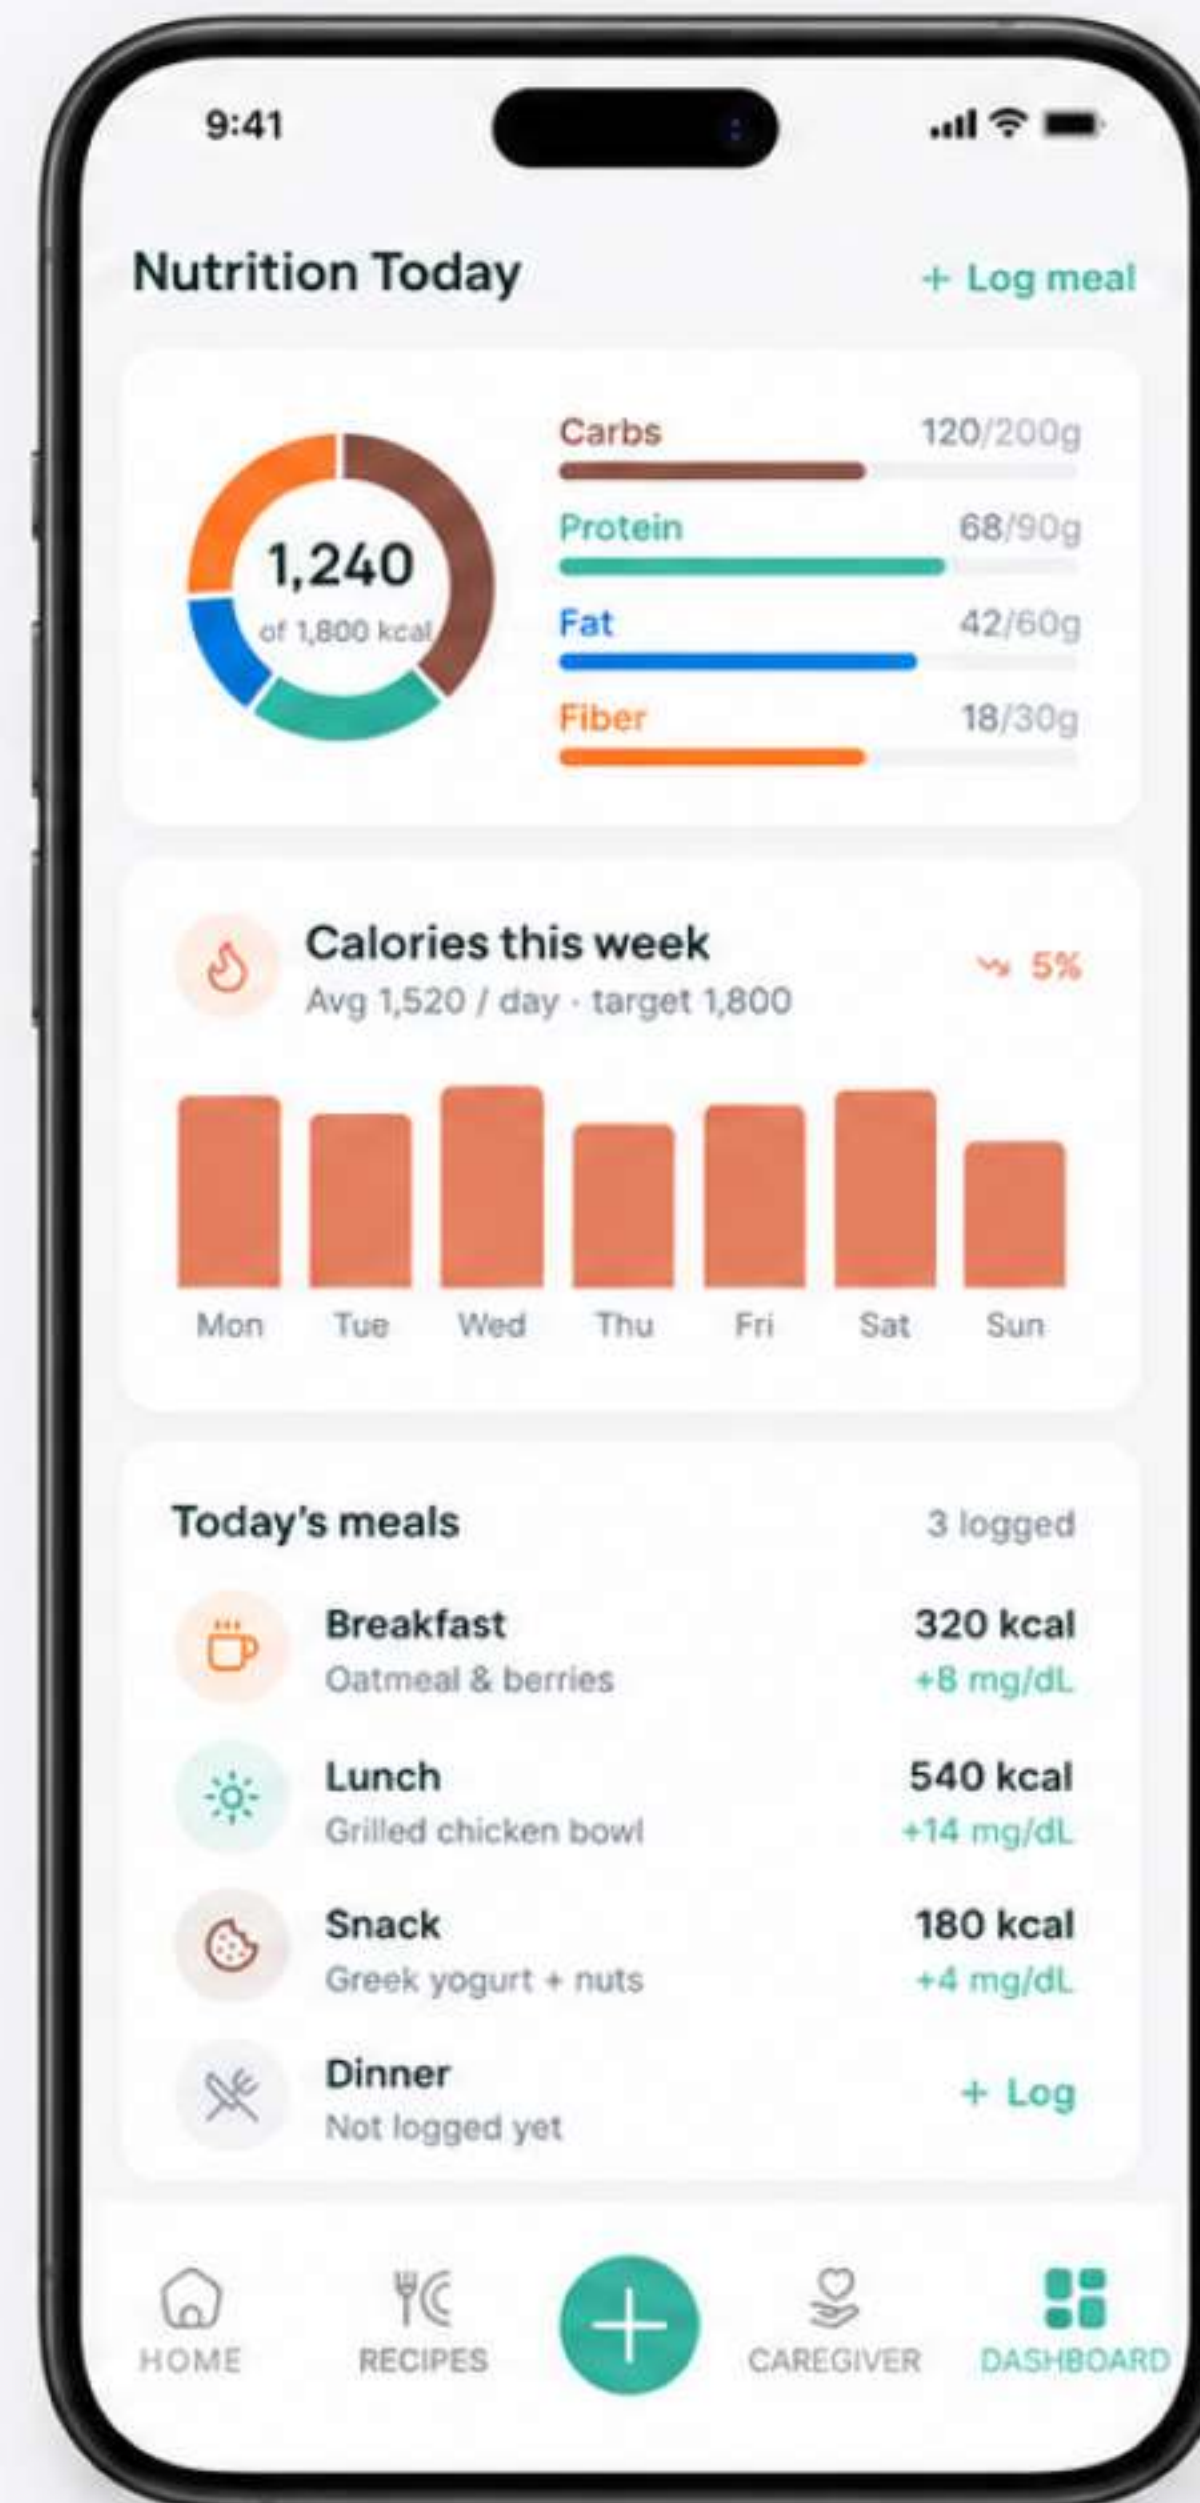 9:41
Nutrition Today
+ Log meal
1,240
of 1,800 kcal
Carbs 120/200g
Protein 68/90g
Fat 42/60g
Fiber 18/30g
Calories this week
Avg 1,520 / day · target 1,800
5%
Mon Tue Wed Thu Fri Sat Sun
Today's meals
3 logged
Breakfast 320 kcal
Oatmeal & berries +8 mg/dL
Lunch 540 kcal
Grilled chicken bowl +14 mg/dL
Snack 180 kcal
Greek yogurt + nuts +4 mg/dL
Dinner
Not logged yet
+ Log
HOME RECIPES CAREGIVER DASHBOARD